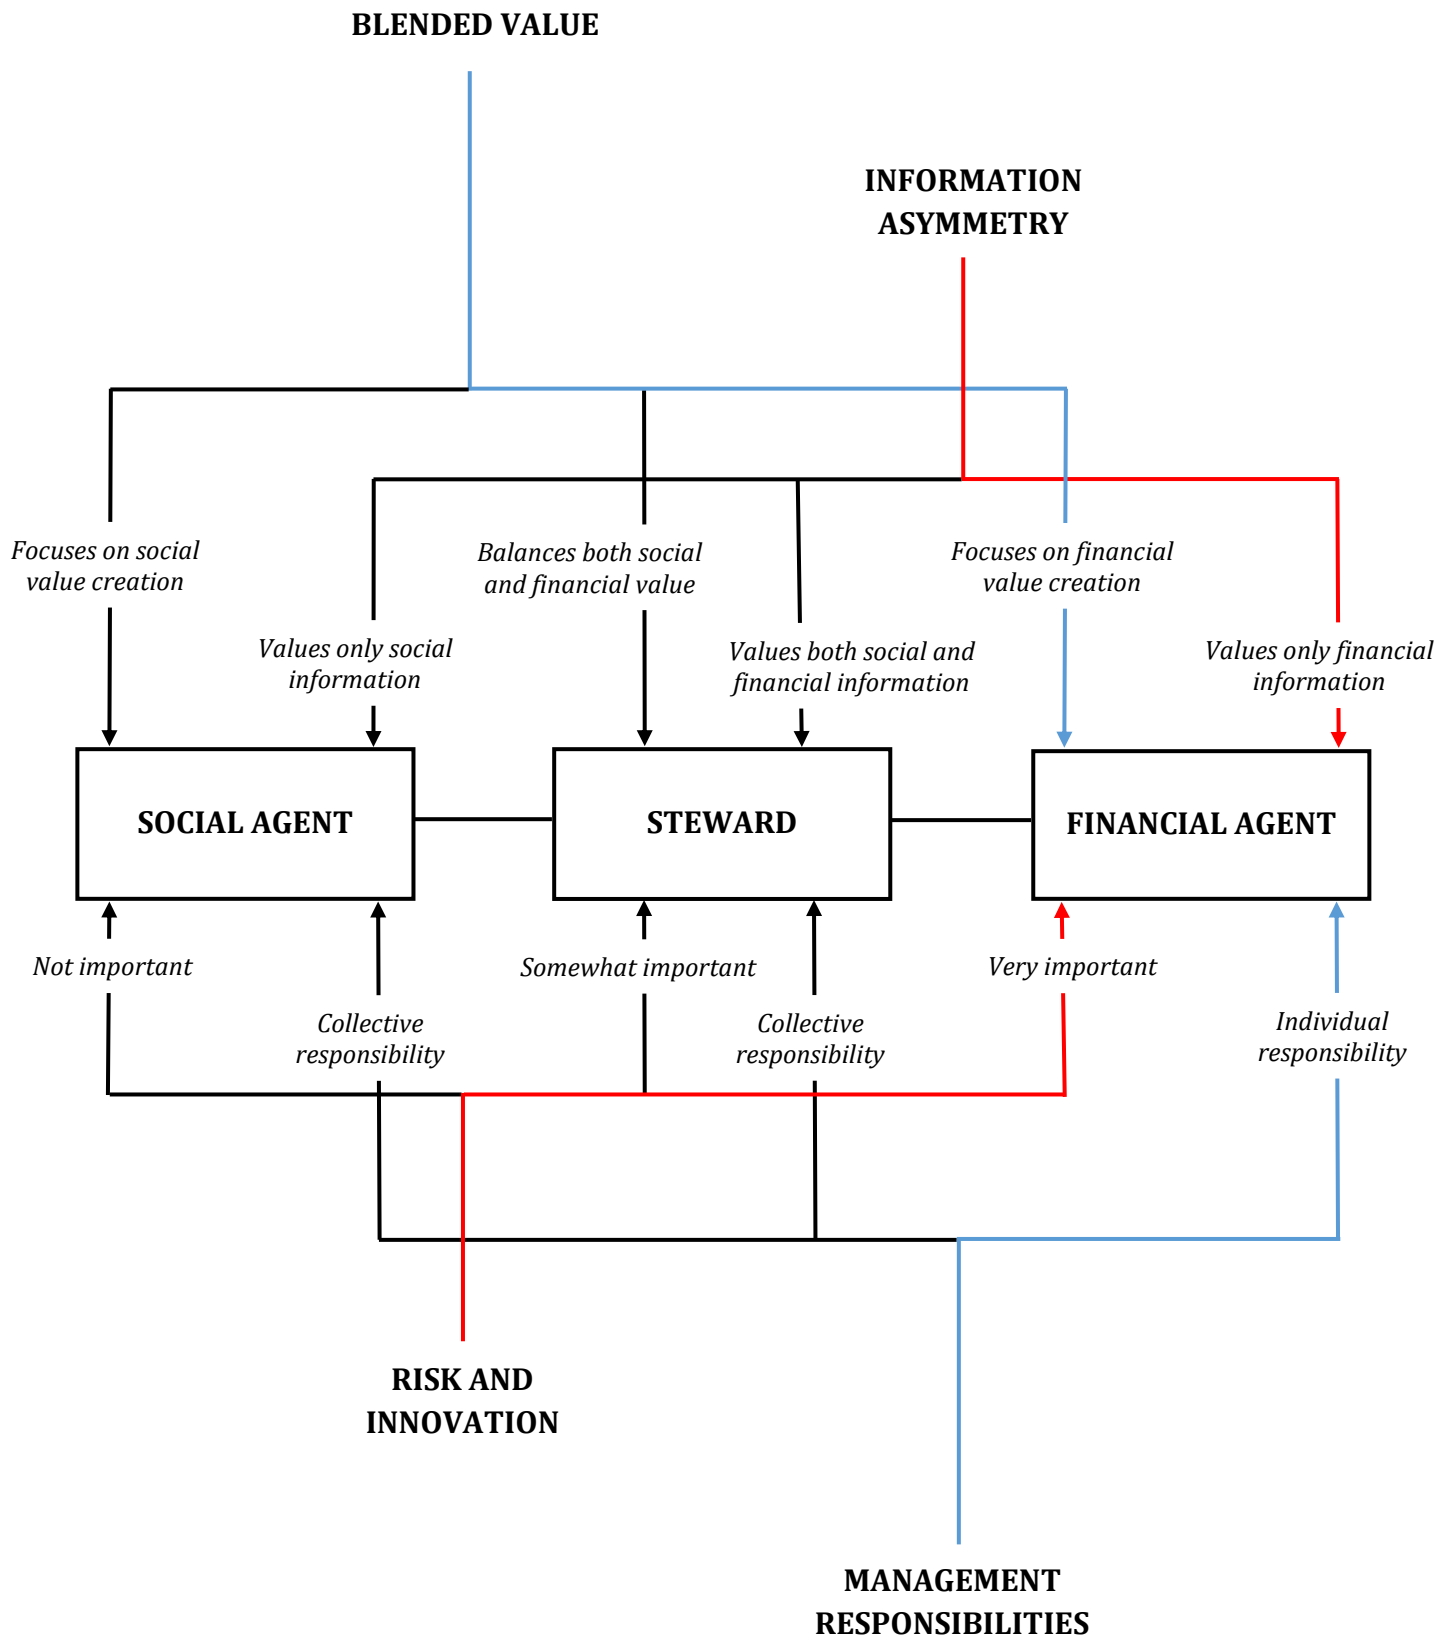 BLENDED VALUE
INFORMATION
ASYMMETRY
Focuses on social
value creation
Balances both social
and financial value
Focuses on financial
value creation
Values only social
information
Values both social and
financial information
Values only financial
information
SOCIAL AGENT
STEWARD
FINANCIAL AGENT
Not important
Somewhat important
Very important
Collective
responsibility
Collective
responsibility
Individual
responsibility
RISK AND
INNOVATION
MANAGEMENT
RESPONSIBILITIES